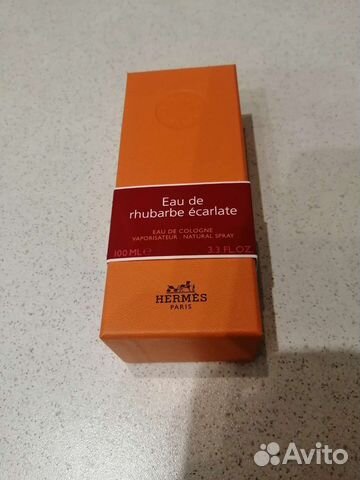 Eau de
rhubarbe écarlate
EAU DE COLOGNE
VAPORISATEUR · NATURAL SPRAY
100 ML ℮ 3.3 FL.OZ.
HERMÈS
PARIS
Avito